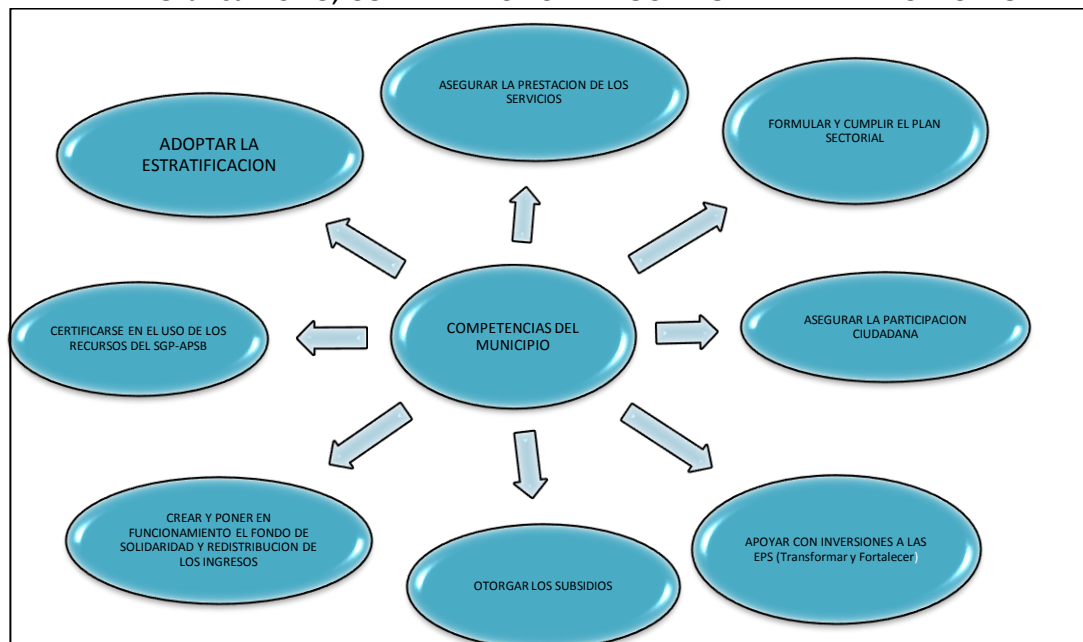 ASEGURAR LA PRESTACION DE LOS
SERVICIOS
FORMULAR Y CUMPLIR EL PLAN
SECTORIAL
ADOPTAR LA
ESTRATIFICACION
ASEGURAR LA PARTICIPACION
CIUDADANA
COMPETENCIAS DEL
MUNICIPIO
CERTIFICARSE EN EL USO DE LOS
RECURSOS DEL SGP-APSB
CREAR Y PONER EN
FUNCIONAMIENTO EL FONDO DE
SOLIDARIDAD Y REDISTRIBUCION DE
LOS INGRESOS
APOYAR CON INVERSIONES A LAS
EPS (Transformar y Fortalecer)
OTORGAR LOS SUBSIDIOS